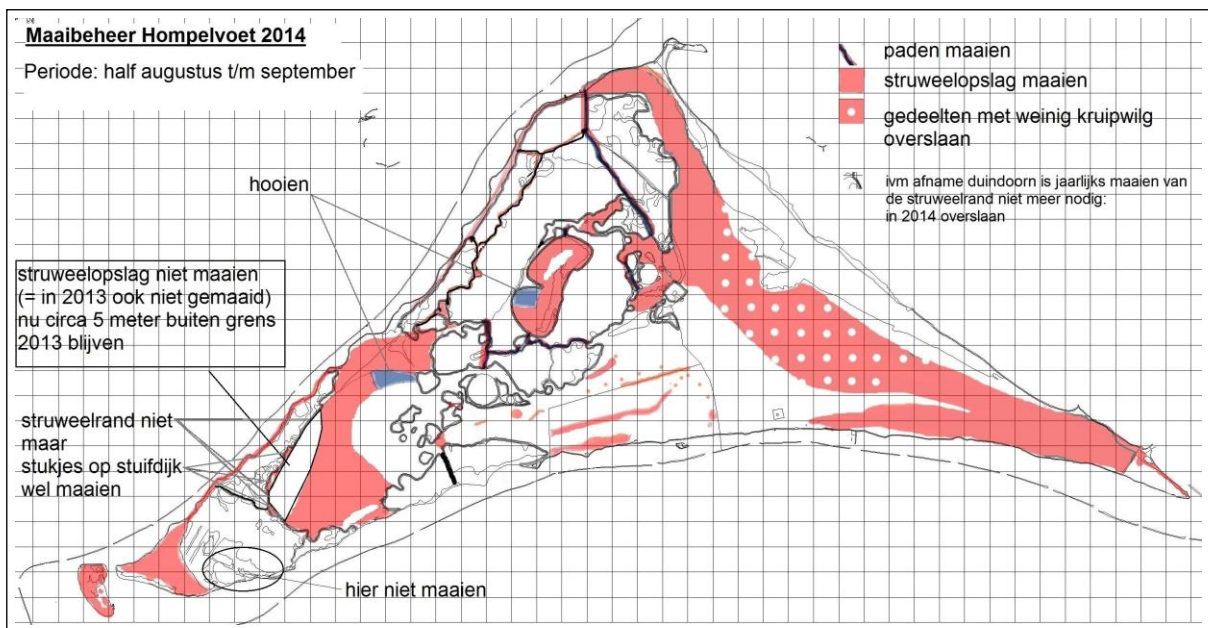 Maaibeheer Hompelvoet 2014
Periode: half augustus t/m september
paden maaien
struweelopslag maaien
gedeelten met weinig kruipwilg
overslaan
ivm afname duindoorn is jaarlijks maaien van
de struweelrand niet meer nodig:
in 2014 overslaan
hooien
struweelopslag niet maaien
(= in 2013 ook niet gemaaid)
nu circa 5 meter buiten grens
2013 blijven
struweelrand niet
maar
stukjes op stuifdijk
wel maaien
hier niet maaien